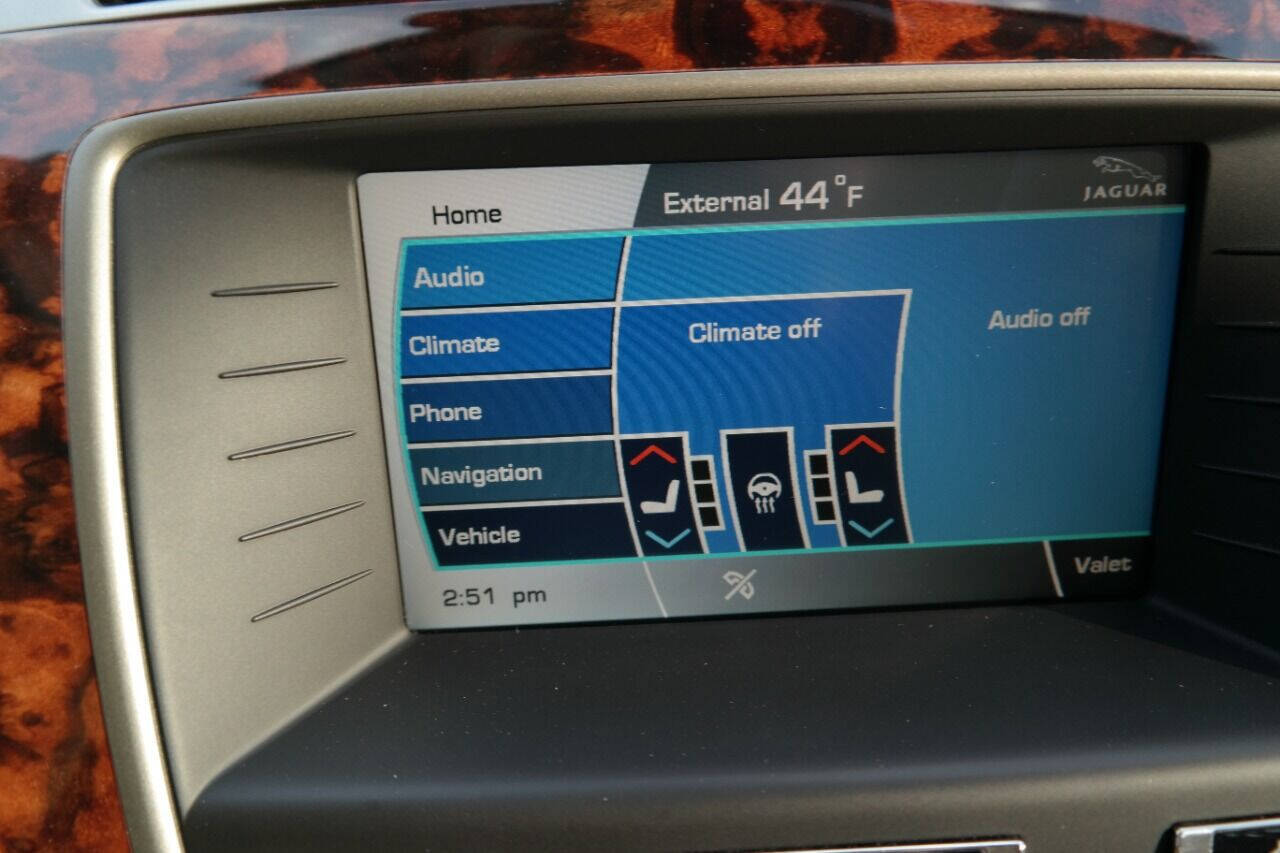 Home
External 44°F
JAGUAR
Audio
Climate
Phone
Navigation
Vehicle
Climate off
Audio off
2:51 pm
Valet